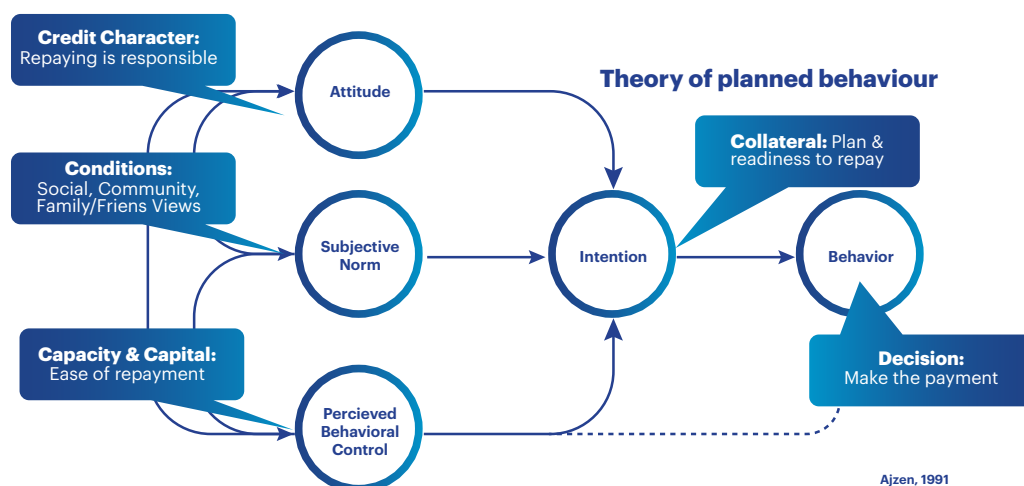 Credit Character:
Repaying is responsible
Attitude
Theory of planned behaviour
Collateral: Plan &
readiness to repay
Conditions:
Social, Community,
Family/Friens Views
Subjective
Norm
Intention
Behavior
Capacity & Capital:
Ease of repayment
Decision:
Make the payment
Percieved
Behavioral
Control
Ajzen, 1991